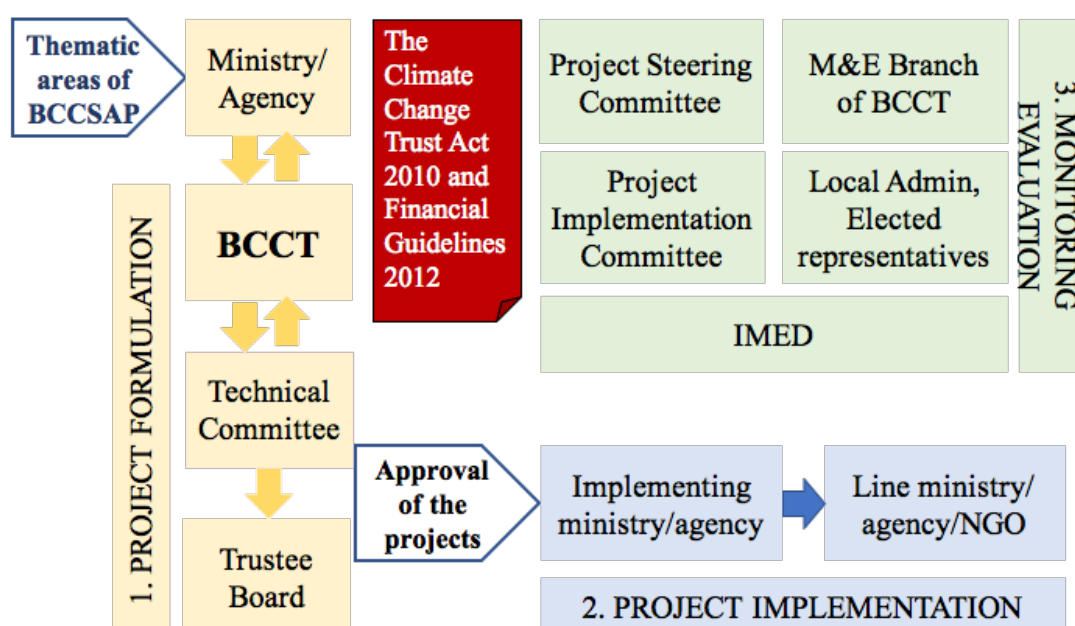 Thematic
areas of
BCCSAP
Ministry/
Agency
BCCT
Technical
Committee
Trustee
Board
1. PROJECT FORMULATION
The
Climate
Change
Trust Act
2010 and
Financial
Guidelines
2012
Project Steering
Committee
M&E Branch
of BCCT
Project
Implementation
Committee
Local Admin,
Elected
representatives
IMED
3. MONITORING
EVALUATION
Approval
of the
projects
Implementing
ministry/agency
Line ministry/
agency/NGO
2. PROJECT IMPLEMENTATION